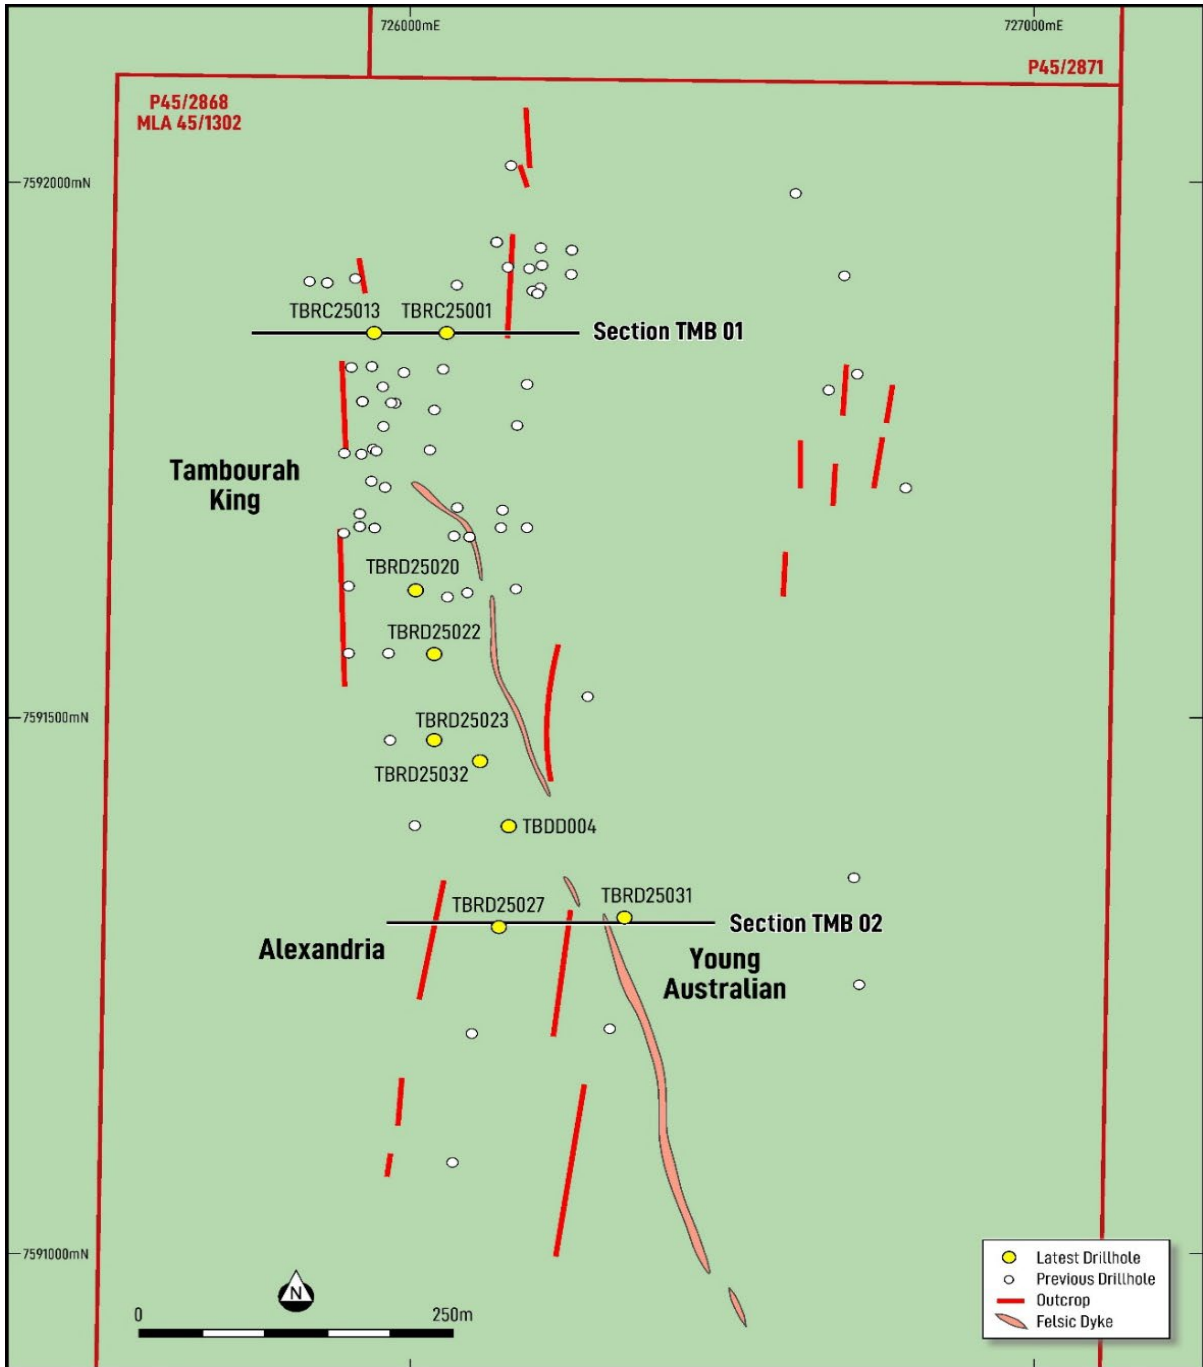 726000mE
727000mE
P45/2871
P45/2868
MLA 45/1302
7592000mN
TBRC25013
TBRC25001
Section TMB 01
Tambourah
King
TBRD25020
TBRD25022
7591500mN
TBRD25023
TBRD25032
TBDD004
TBRD25027
TBRD25031
Section TMB 02
Alexandria
Young
Australian
7591000mN
N
0
250m
Latest Drillhole
Previous Drillhole
Outcrop
Felsic Dyke